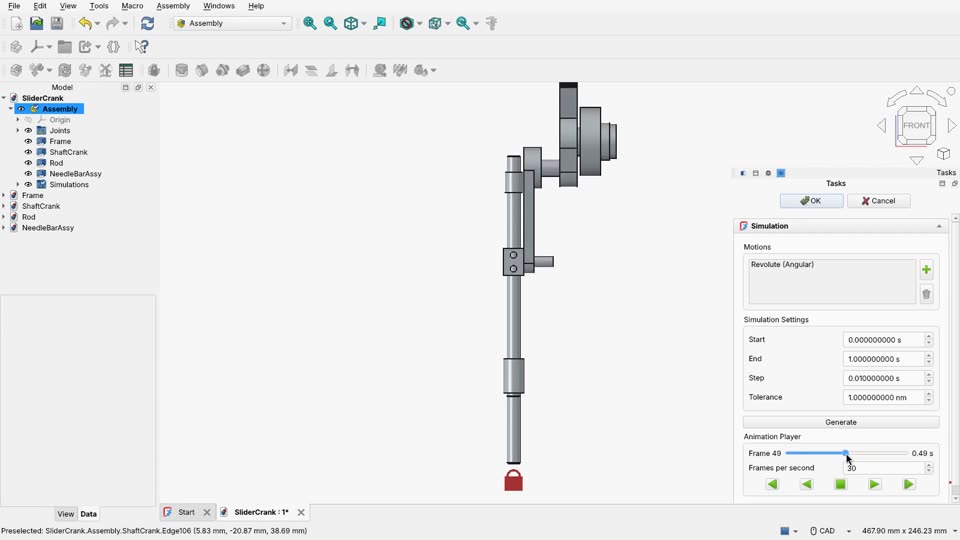 File Edit View Tools Macro Assembly Windows Help
Assembly
Model
SliderCrank
Assembly
Origin
Joints
Frame
ShaftCrank
Rod
NeedleBarAssy
Simulations
Frame
ShaftCrank
Rod
NeedleBarAssy
FRONT
Tasks
Tasks
OK Cancel
Simulation
Motions
Revolute (Angular)
Simulation Settings
Start 0.000000000 s
End 1.000000000 s
Step 0.010000000 s
Tolerance 1.000000000 nm
Generate
Animation Player
Frame 49 0.49 s
Frames per second 30
View Data
Start SliderCrank : 1*
Preselected: SliderCrank.Assembly.ShaftCrank.Edge106 (5.83 mm, -20.87 mm, 38.69 mm) CAD 467.90 mm x 246.23 mm